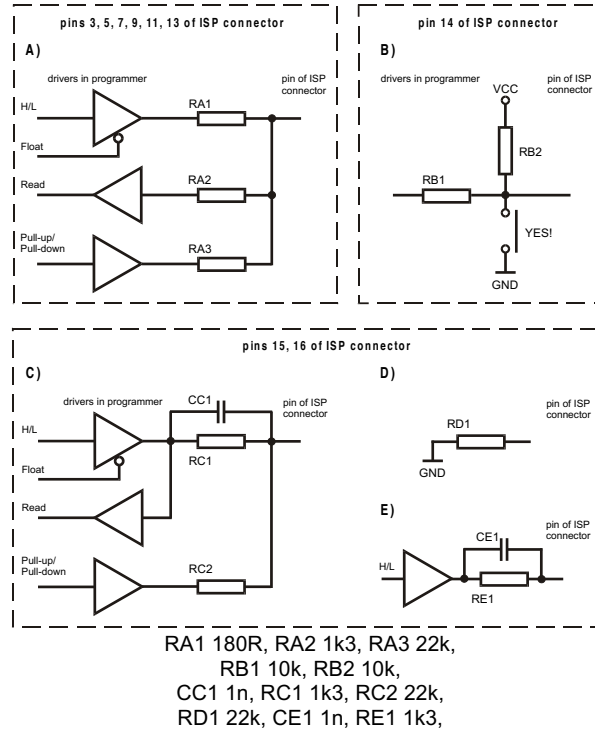 pins 3, 5, 7, 9, 11, 13 of ISP connector
A)
drivers in programmer
pin of ISP
connector
H/L
RA1
Float
Read
RA2
Pull-up/
Pull-down
RA3
pin 14 of ISP connector
B)
drivers in programmer
pin of ISP
connector
VCC
RB2
RB1
YES!
GND
pins 15, 16 of ISP connector
C)
drivers in programmer
CC1
pin of ISP
connector
H/L
RC1
Float
Read
Pull-up/
Pull-down
RC2
D)
pin of ISP
connector
RD1
GND
E)
pin of ISP
connector
CE1
H/L
RE1
RA1 180R, RA2 1k3, RA3 22k,
RB1 10k, RB2 10k,
CC1 1n, RC1 1k3, RC2 22k,
RD1 22k, CE1 1n, RE1 1k3,